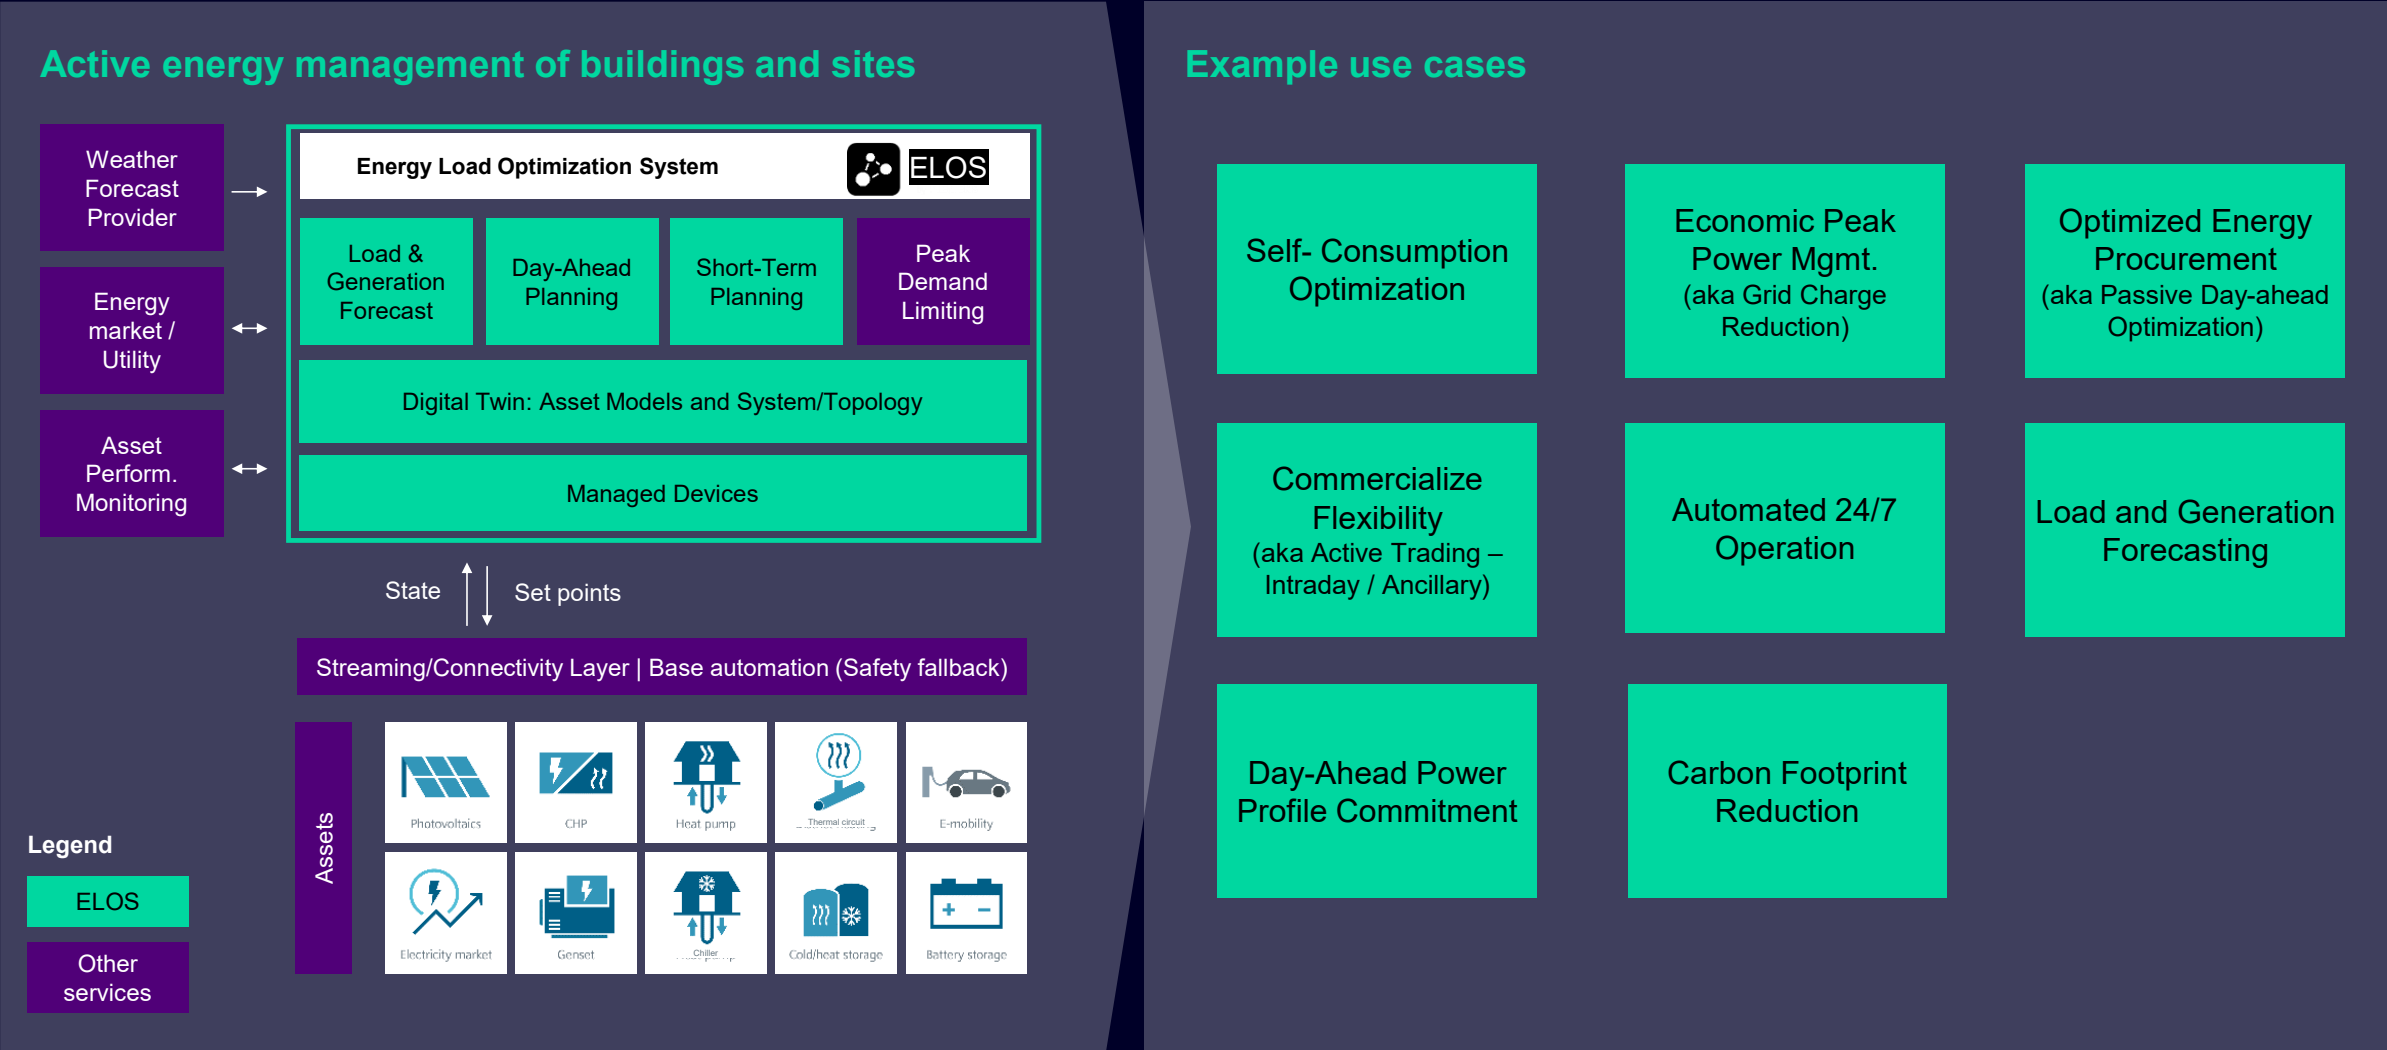 Active energy management of buildings and sites
Weather
Forecast
Provider
Energy
market /
Utility
Asset
Perform.
Monitoring
Energy Load Optimization System
ELOS
Load &
Generation
Forecast
Day-Ahead
Planning
Short-Term
Planning
Peak
Demand
Limiting
Digital Twin: Asset Models and System/Topology
Managed Devices
State
Set points
Streaming/Connectivity Layer | Base automation (Safety fallback)
Assets
Photovoltaics
CHP
Heat pump
Thermal circuit
E-mobility
Electricity market
Genset
Chiller
Cold/heat storage
Battery storage
Legend
ELOS
Other
services
Example use cases
Self- Consumption
Optimization
Economic Peak
Power Mgmt.
(aka Grid Charge
Reduction)
Optimized Energy
Procurement
(aka Passive Day-ahead
Optimization)
Commercialize
Flexibility
(aka Active Trading –
Intraday / Ancillary)
Automated 24/7
Operation
Load and Generation
Forecasting
Day-Ahead Power
Profile Commitment
Carbon Footprint
Reduction